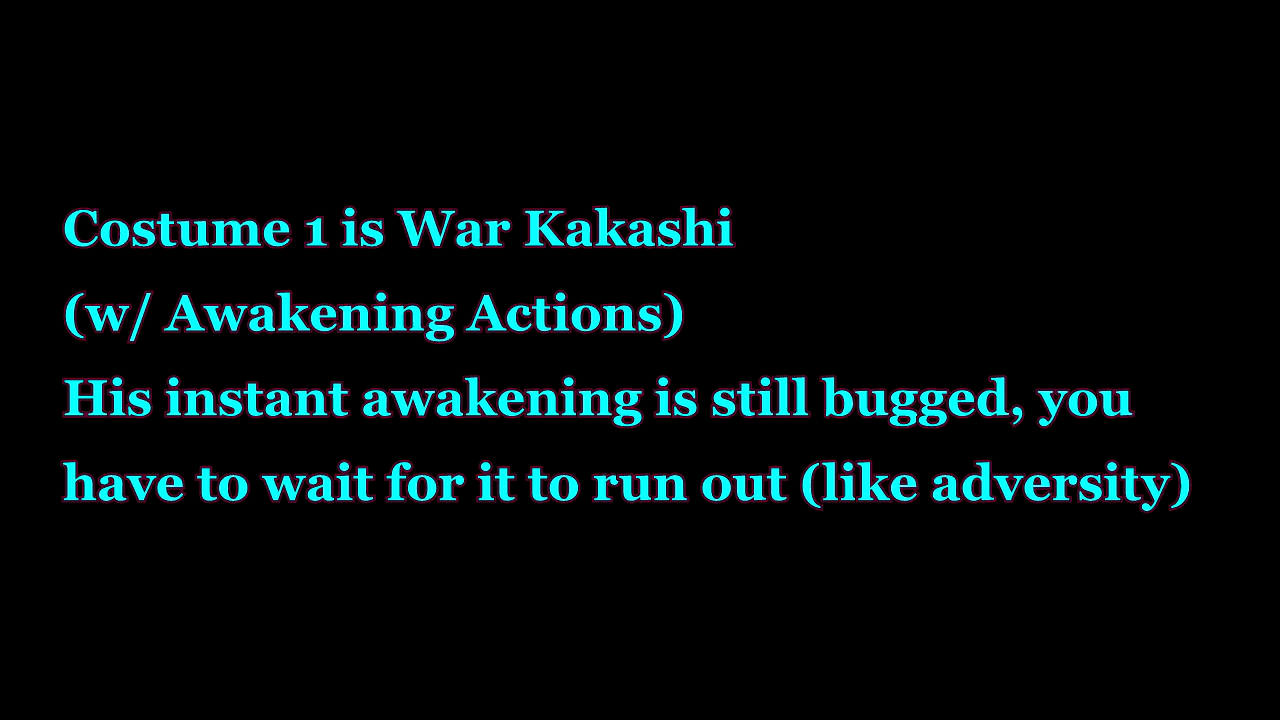 Costume 1 is War Kakashi
(w/ Awakening Actions)
His instant awakening is still bugged, you
have to wait for it to run out (like adversity)